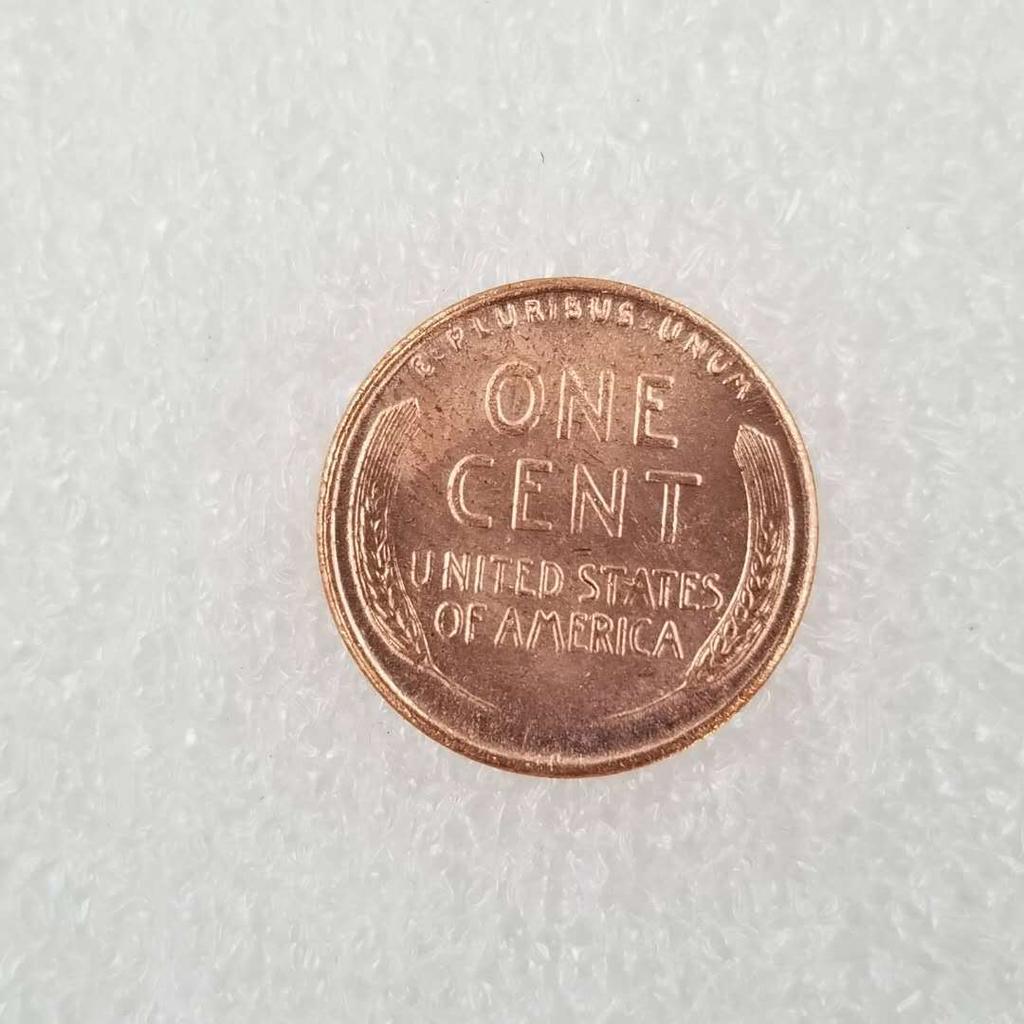 E·PLURIBUS·UNUM
ONE
CENT
UNITED STATES
OF AMERICA